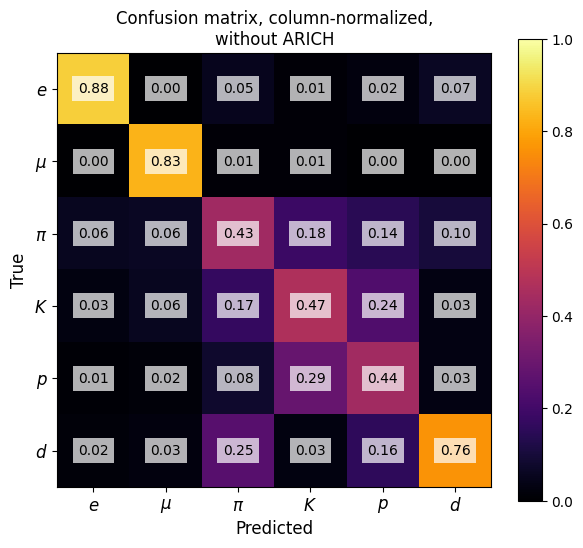 Confusion matrix, column-normalized,
without ARICH
True
e 0.88 0.00 0.05 0.01 0.02 0.07
μ 0.00 0.83 0.01 0.01 0.00 0.00
π 0.06 0.06 0.43 0.18 0.14 0.10
K 0.03 0.06 0.17 0.47 0.24 0.03
p 0.01 0.02 0.08 0.29 0.44 0.03
d 0.02 0.03 0.25 0.03 0.16 0.76
e μ π K p d
Predicted
1.0
0.8
0.6
0.4
0.2
0.0